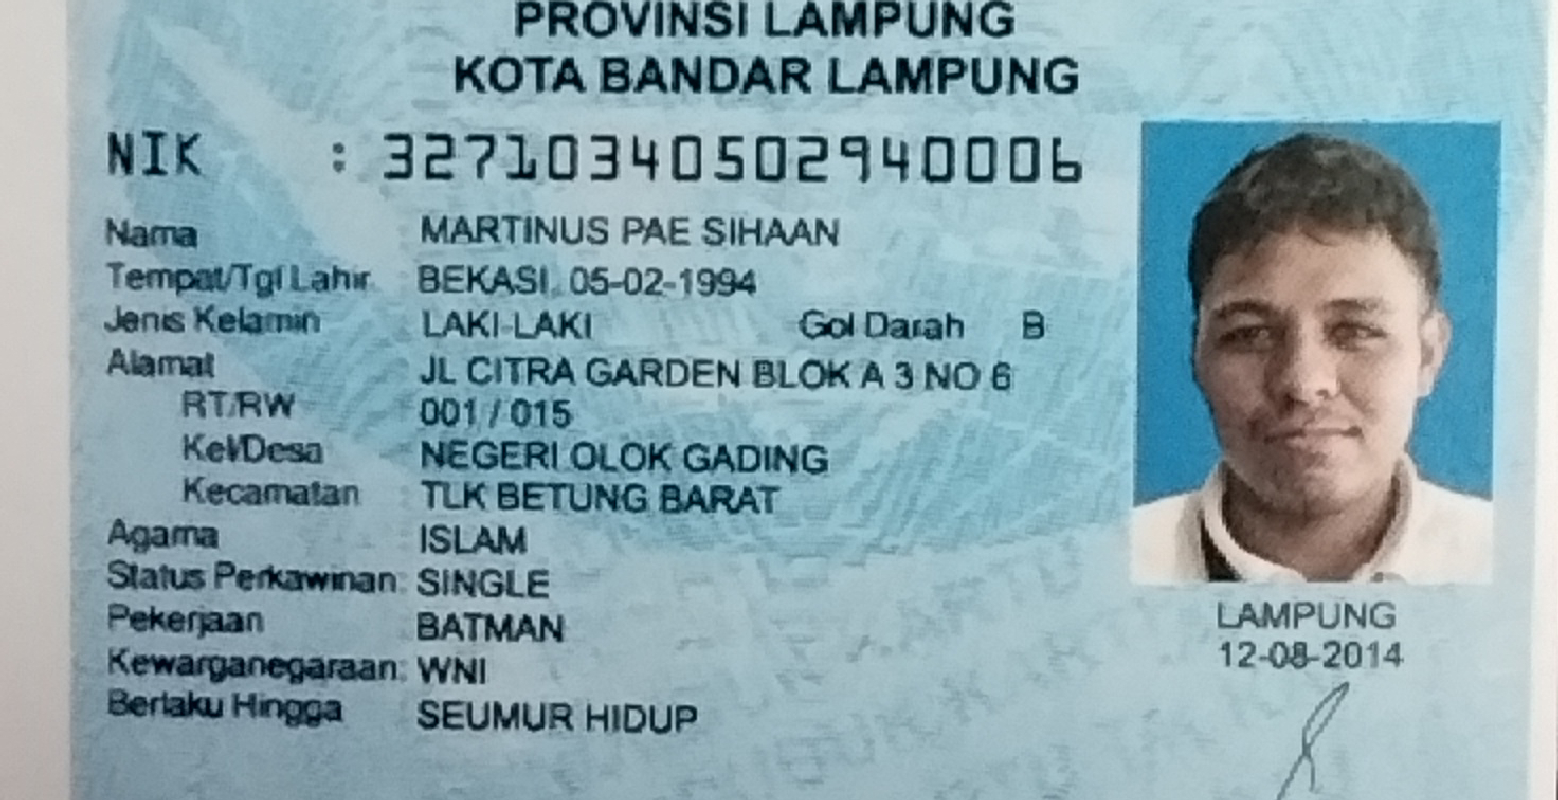 PROVINSI LAMPUNG
KOTA BANDAR LAMPUNG
NIK : 32710340502940006
Nama MARTINUS PAE SIHAAN
Tempat/Tgl Lahir BEKASI, 05-02-1994
Jenis Kelamin LAKI-LAKI Gol Darah B
Alamat JL CITRA GARDEN BLOK A 3 NO 6
RT/RW 001 / 015
Kel/Desa NEGERI OLOK GADING
Kecamatan TLK BETUNG BARAT
Agama ISLAM
Status Perkawinan: SINGLE
Pekerjaan BATMAN
Kewarganegaraan: WNI
Berlaku Hingga SEUMUR HIDUP
LAMPUNG
12-08-2014